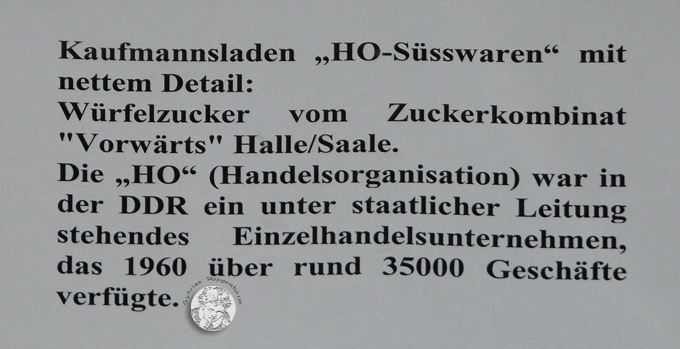 Kaufmannsladen „HO-Süsswaren“ mit
nettem Detail:
Würfelzucker vom Zuckerkombinat
"Vorwärts" Halle/Saale.
Die „HO“ (Handelsorganisation) war in
der DDR ein unter staatlicher Leitung
stehendes Einzelhandelsunternehmen,
das 1960 über rund 35000 Geschäfte
verfügte.